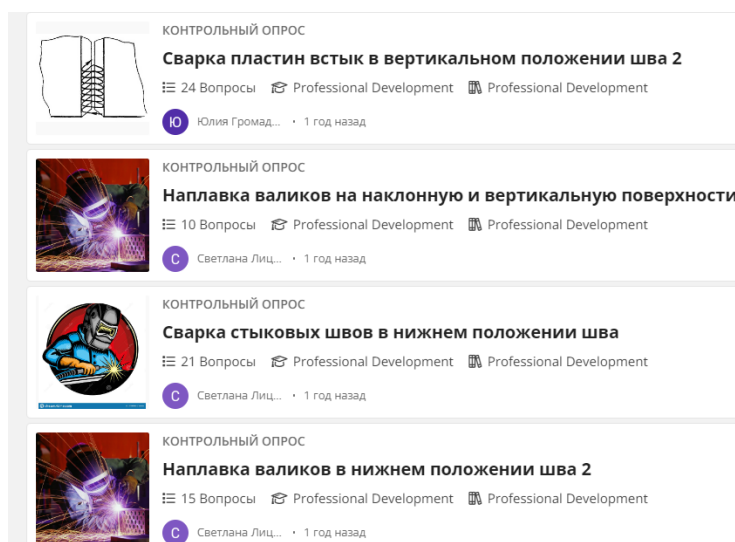 КОНТРОЛЬНЫЙ ОПРОС
Сварка пластин встык в вертикальном положении шва 2
24 Вопросы Professional Development Professional Development
Ю Юлия Громад... • 1 год назад
КОНТРОЛЬНЫЙ ОПРОС
Наплавка валиков на наклонную и вертикальную поверхности
10 Вопросы Professional Development Professional Development
С Светлана Лиц... • 1 год назад
КОНТРОЛЬНЫЙ ОПРОС
Сварка стыковых швов в нижнем положении шва
21 Вопросы Professional Development Professional Development
С Светлана Лиц... • 1 год назад
КОНТРОЛЬНЫЙ ОПРОС
Наплавка валиков в нижнем положении шва 2
15 Вопросы Professional Development Professional Development
С Светлана Лиц... • 1 год назад